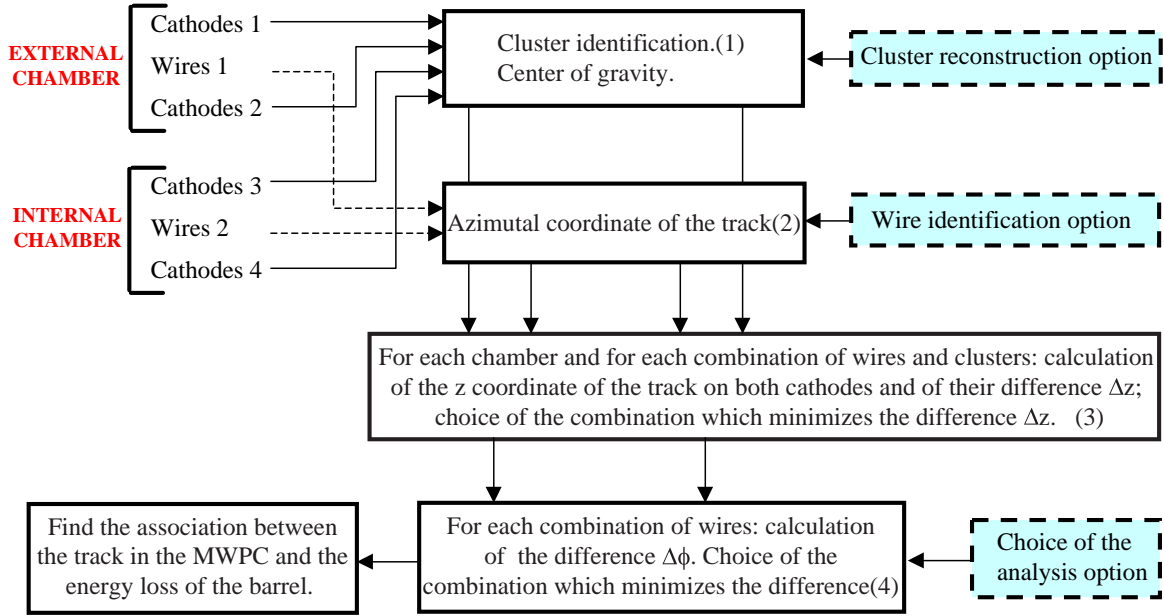 EXTERNAL
CHAMBER
Cathodes 1
Wires 1
Cathodes 2
INTERNAL
CHAMBER
Cathodes 3
Wires 2
Cathodes 4
Cluster identification.(1)
Center of gravity.
Cluster reconstruction option
Azimutal coordinate of the track(2)
Wire identification option
For each chamber and for each combination of wires and clusters: calculation
of the z coordinate of the track on both cathodes and of their difference Δz;
choice of the combination which minimizes the difference Δz. (3)
For each combination of wires: calculation
of the difference Δϕ. Choice of the
combination which minimizes the difference(4)
Choice of the
analysis option
Find the association between
the track in the MWPC and the
energy loss of the barrel.